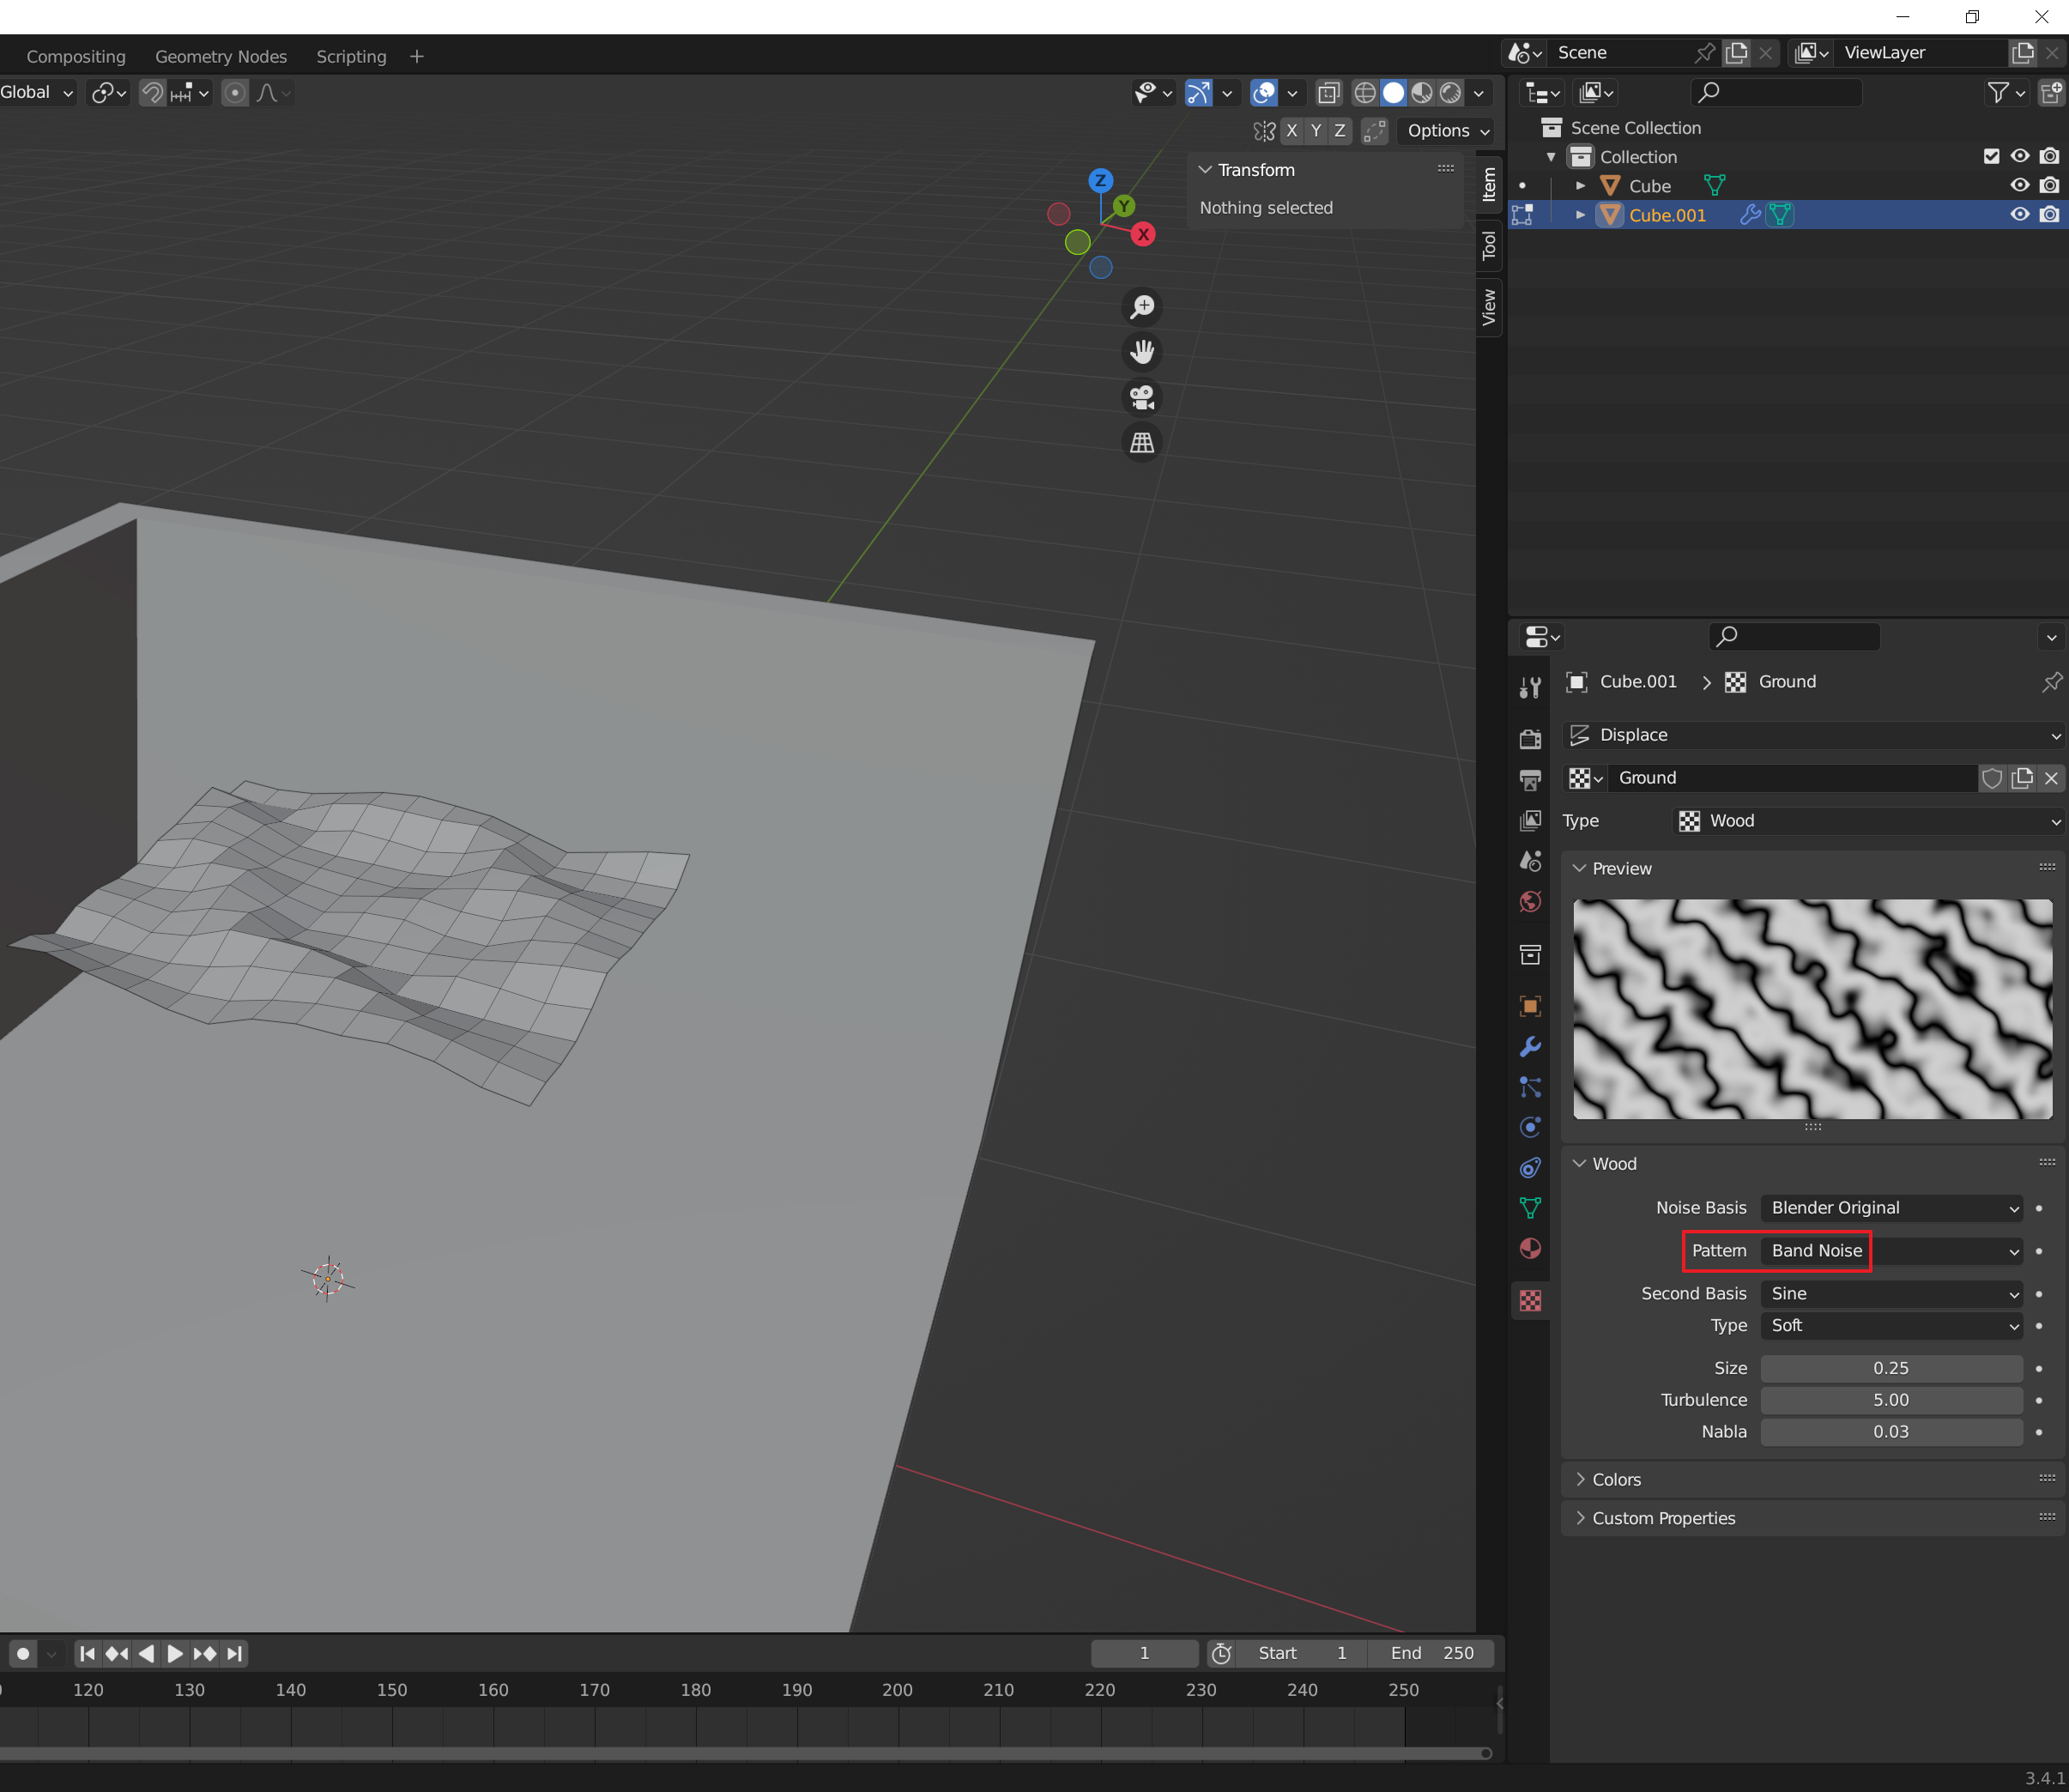 Compositing Geometry Nodes Scripting +
Scene
ViewLayer
Global
X Y Z
Options
Transform
Nothing selected
Item
Tool
View
Z
Y
X
Scene Collection
Collection
Cube
Cube.001
Cube.001 > Ground
Displace
Ground
Type Wood
Preview
Wood
Noise Basis Blender Original
Pattern Band Noise
Second Basis Sine
Type Soft
Size 0.25
Turbulence 5.00
Nabla 0.03
Colors
Custom Properties
1 Start 1 End 250
120 130 140 150 160 170 180 190 200 210 220 230 240 250
3.4.1